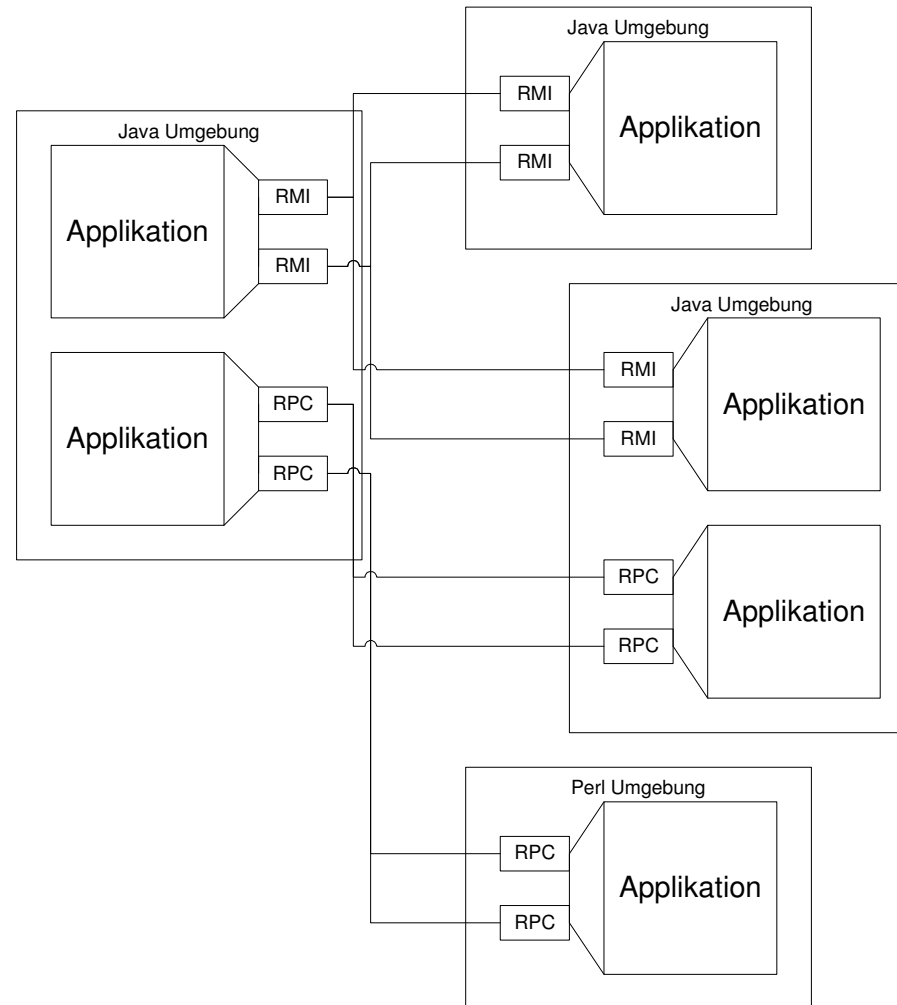 Java Umgebung
Applikation
RMI
RMI
Applikation
RPC
RPC
Java Umgebung
RMI
RMI
Applikation
Java Umgebung
RMI
RMI
Applikation
RPC
RPC
Applikation
Perl Umgebung
RPC
RPC
Applikation